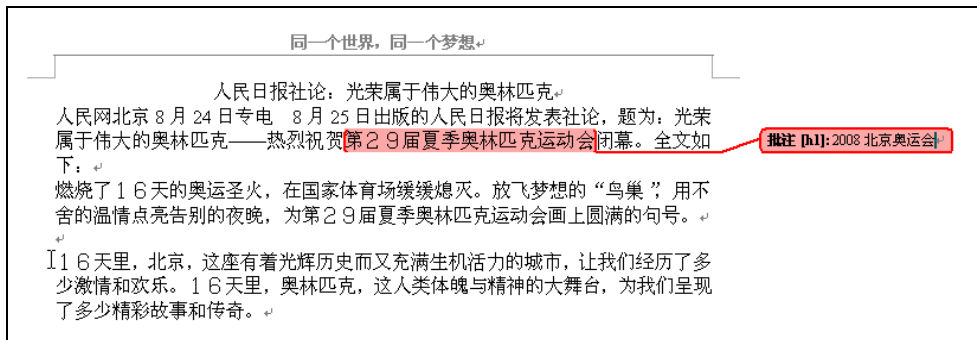 同一个世界，同一个梦想
人民日报社论：光荣属于伟大的奥林匹克
人民网北京 8 月 24 日专电　8 月 25 日出版的人民日报将发表社论，题为：光荣
属于伟大的奥林匹克——热烈祝贺第２９届夏季奥林匹克运动会闭幕。全文如
批注 [h1]: 2008 北京奥运会
下：
燃烧了１６天的奥运圣火，在国家体育场缓缓熄灭。放飞梦想的“鸟巢”，用不
舍的温情点亮告别的夜晚，为第２９届夏季奥林匹克运动会画上圆满的句号。
１６天里，北京，这座有着光辉历史而又充满生机活力的城市，让我们经历了多
少激情和欢乐。１６天里，奥林匹克，这人类体魄与精神的大舞台，为我们呈现
了多少精彩故事和传奇。